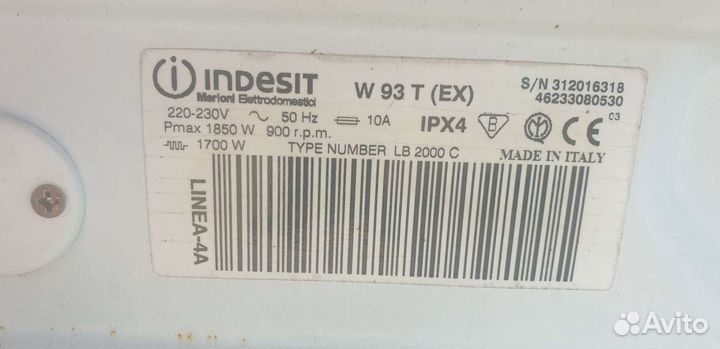 indesit
Merloni Elettrodomestici
W 93 T (EX)
S/N 312016318
46233080530
220-230V 50 Hz 10A
IPX4
03
Pmax 1850 W 900 r.p.m.
1700 W TYPE NUMBER LB 2000 C
MADE IN ITALY
LINEA-4A
Avito